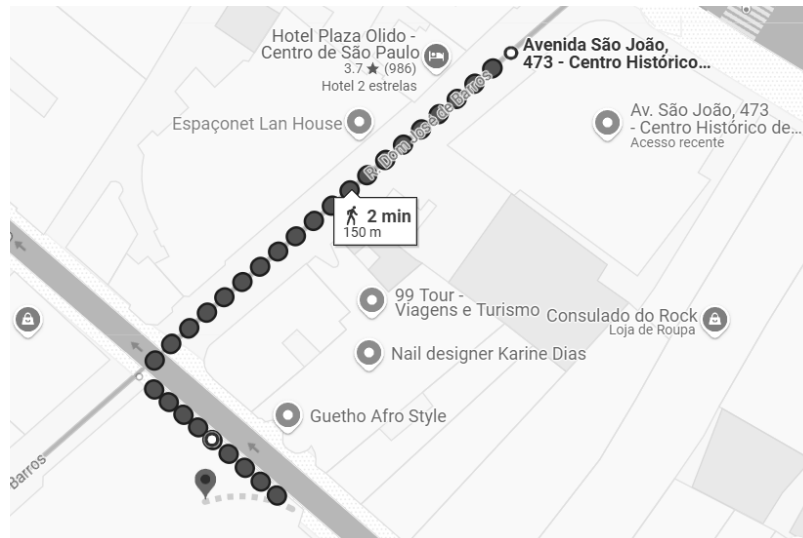 Hotel Plaza Olido -
Centro de São Paulo
3.7 ★ (986)
Hotel 2 estrelas
Avenida São João,
473 - Centro Histórico...
Espaçonet Lan House
R. Dom José de Barros
Av. São João, 473
- Centro Histórico de...
Acesso recente
2 min
150 m
99 Tour -
Viagens e Turismo
Consulado do Rock
Loja de Roupa
Nail designer Karine Dias
Guetho Afro Style
Barros